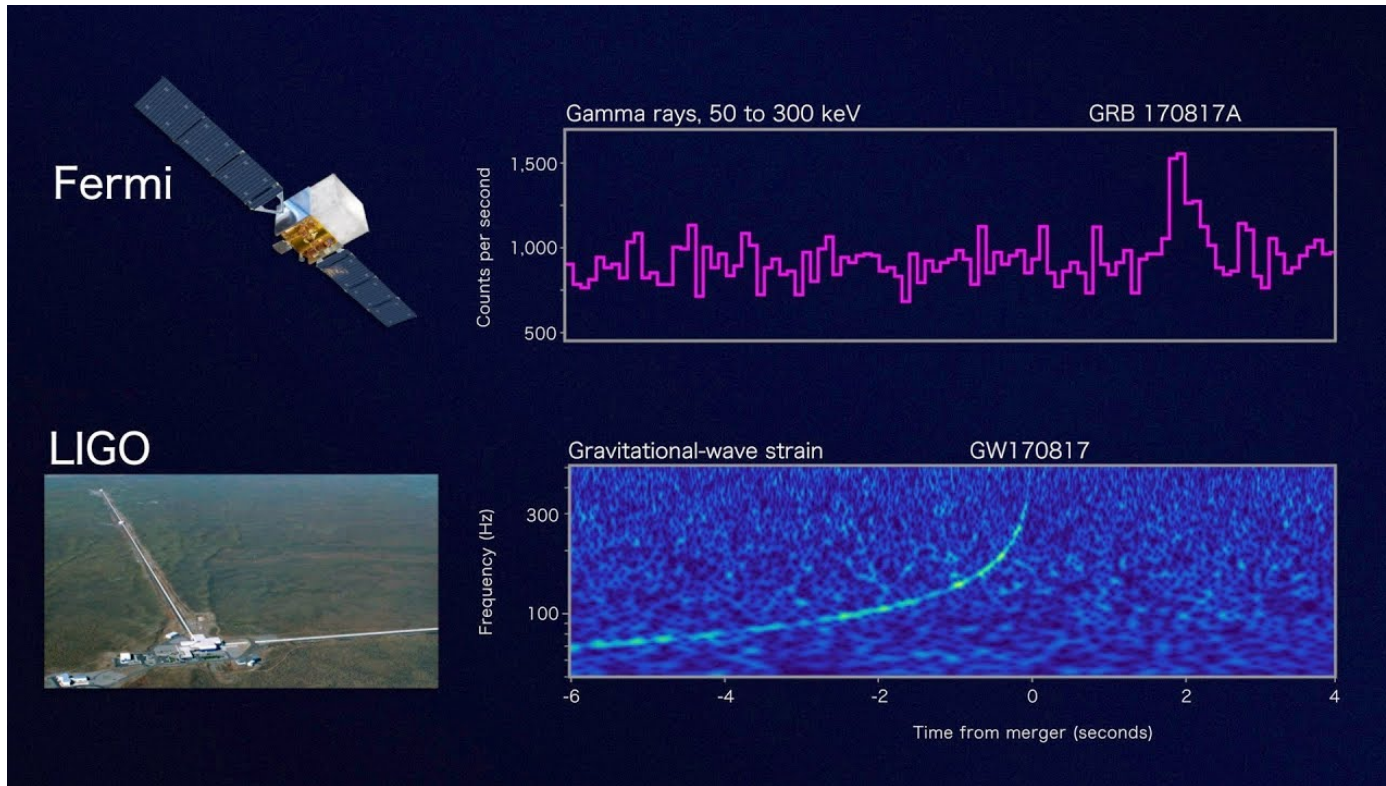 Fermi
Gamma rays, 50 to 300 keV
GRB 170817A
Counts per second
1,500
1,000
500
LIGO
Gravitational-wave strain
GW170817
Frequency (Hz)
300
100
-6
-4
-2
0
2
4
Time from merger (seconds)